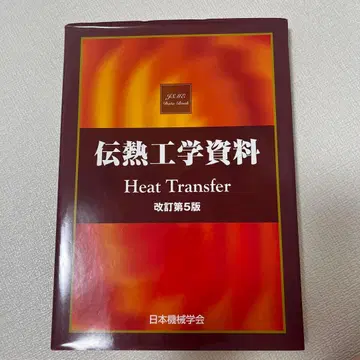 JSME
Data Book
伝熱工学資料
Heat Transfer
改訂第5版
日本機械学会